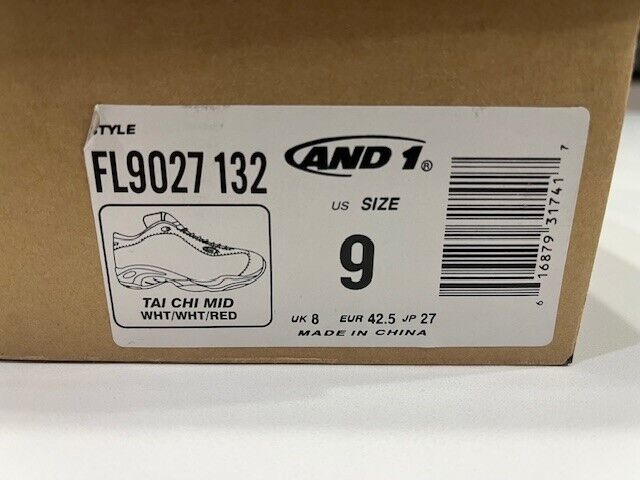 STYLE
FL9027 132
AND 1®
US SIZE
9
UK 8 EUR 42.5 JP 27
MADE IN CHINA
TAI CHI MID
WHT/WHT/RED
6 16879 31741 7